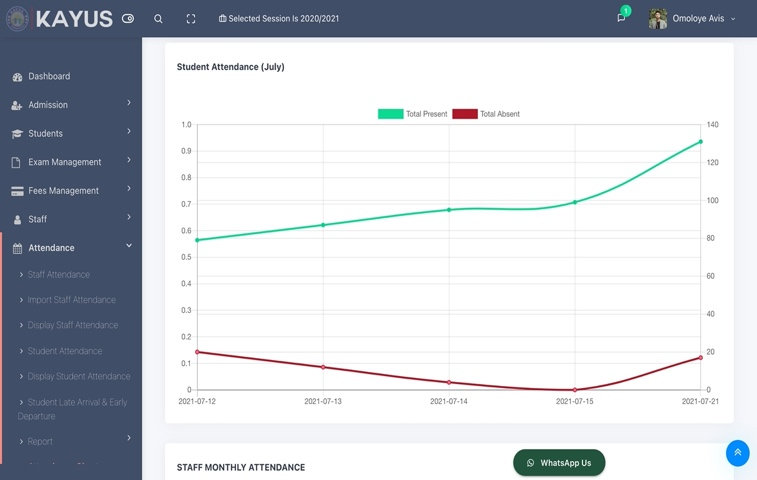 KAYUS
Selected Session Is 2020/2021
1
Omoloye Avis
Dashboard
Admission
Students
Exam Management
Fees Management
Staff
Attendance
Staff Attendance
Import Staff Attendance
Display Staff Attendance
Student Attendance
Display Student Attendance
Student Late Arrival & Early
Departure
Report
Student Attendance (July)
Total Present
Total Absent
1.0
0.9
0.8
0.7
0.6
0.5
0.4
0.3
0.2
0.1
0
140
120
100
80
60
40
20
0
2021-07-12
2021-07-13
2021-07-14
2021-07-15
2021-07-21
STAFF MONTHLY ATTENDANCE
WhatsApp Us